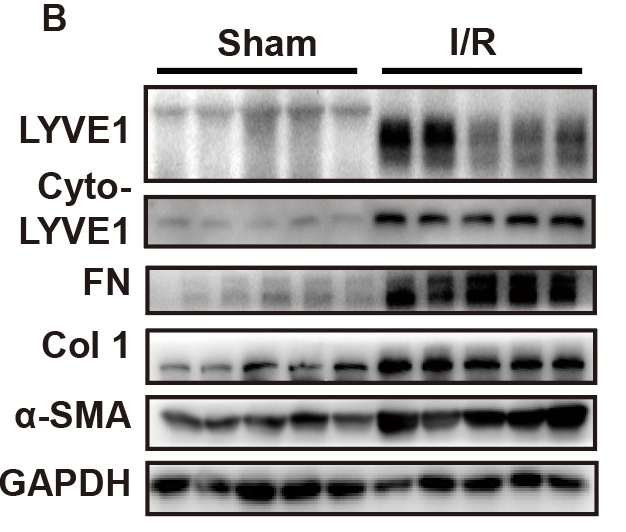 B
Sham I/R
LYVE1
Cyto-
LYVE1
FN
Col 1
α-SMA
GAPDH